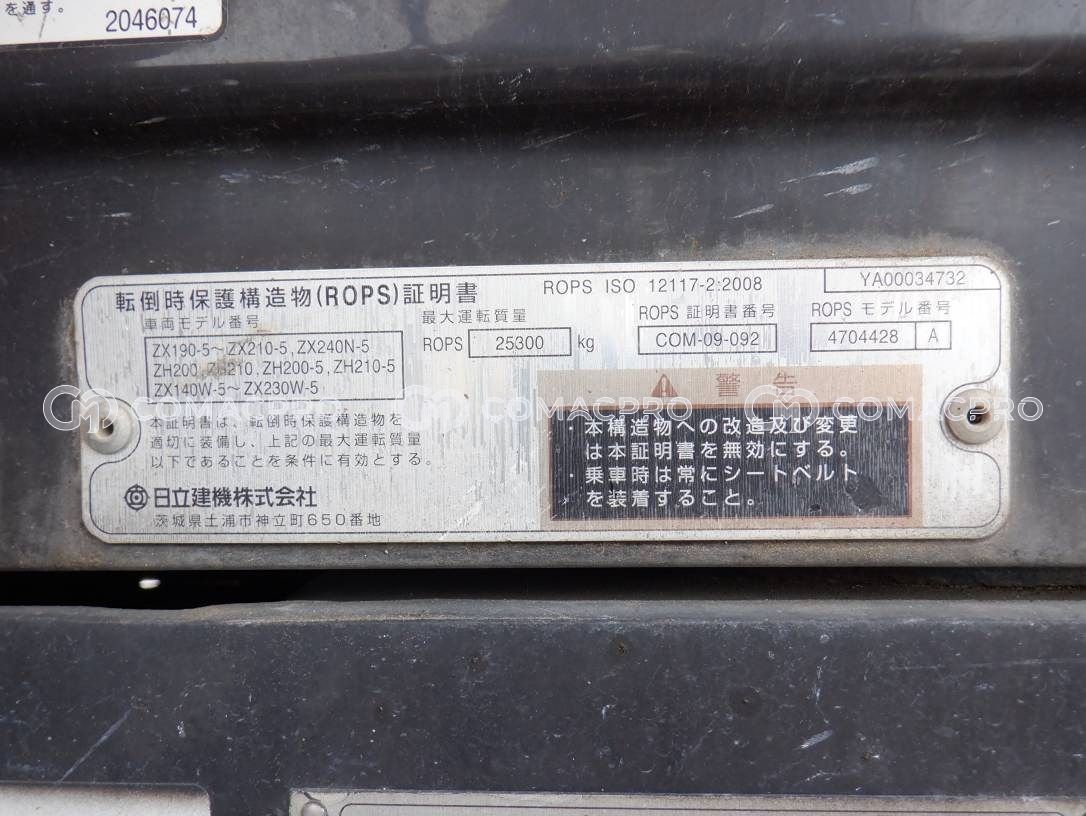 を通す。
2046074
転倒時保護構造物(ROPS)証明書 ROPS ISO 12117-2:2008 YA00034732
車両モデル番号 最大運転質量 ROPS 証明書番号 ROPS モデル番号
ROPS 25300 kg COM-09-092 4704428 A
ZX190-5～ZX210-5, ZX240N-5
ZH200, ZH210, ZH200-5, ZH210-5
ZX140W-5～ZX230W-5
本証明書は、転倒時保護構造物を
適切に装備し、上記の最大運転質量
以下であることを条件に有効とする。
日立建機株式会社
茨城県土浦市神立町650番地
警告
・本構造物への改造及び変更
は本証明書を無効にする。
・乗車時は常にシートベルト
を装着すること。
COMACPRO COMACPRO COMACPRO
COMACPRO COMACPRO COMACPRO